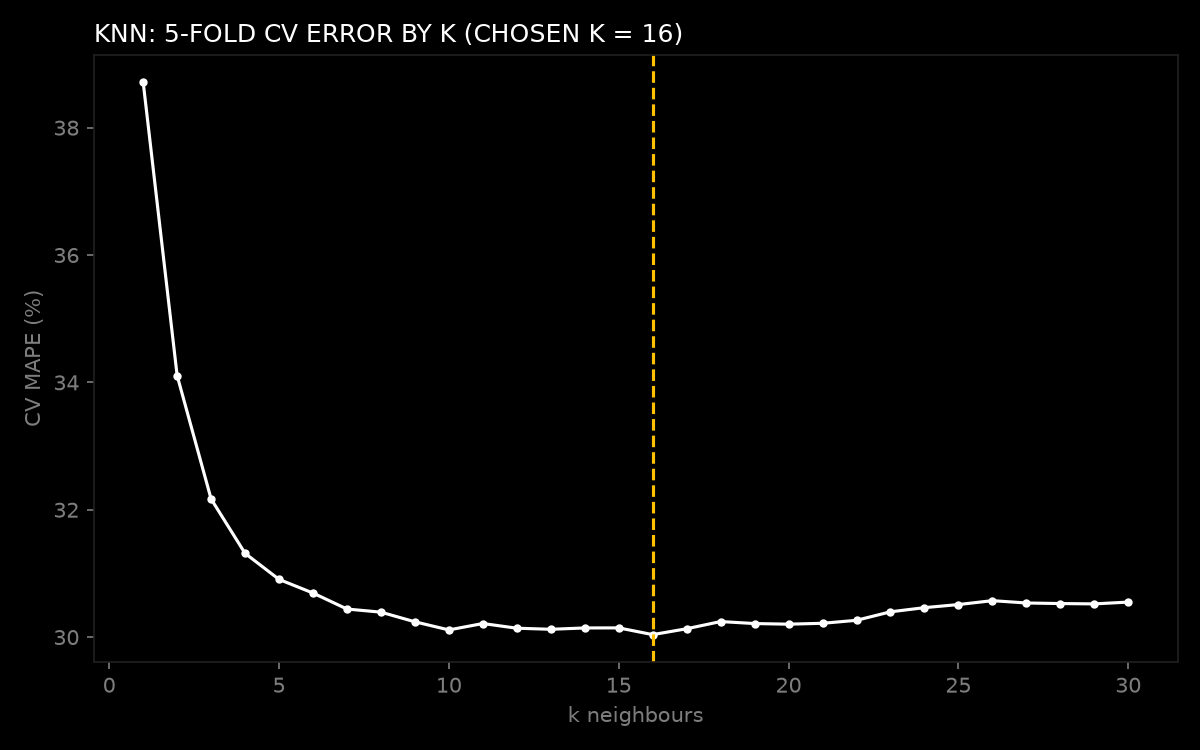 KNN: 5-FOLD CV ERROR BY K (CHOSEN K = 16)
CV MAPE (%)
38
36
34
32
30
0 5 10 15 20 25 30
k neighbours